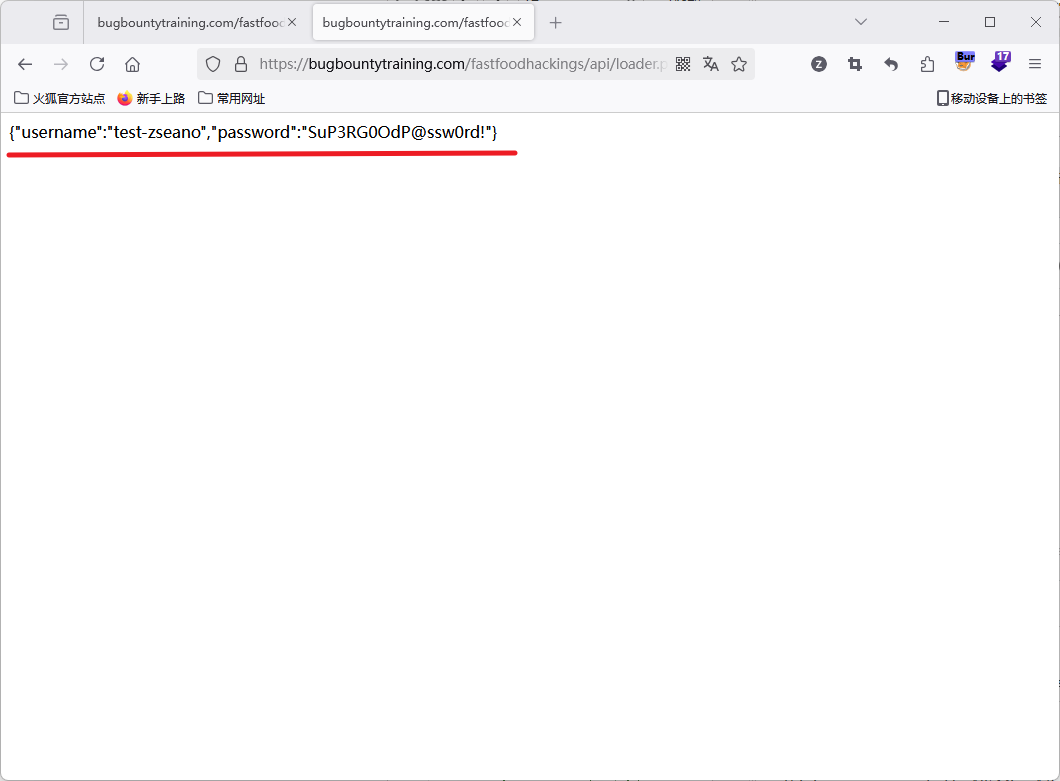 bugbountytraining.com/fastfood
bugbountytraining.com/fastfood
https://bugbountytraining.com/fastfoodhackings/api/loader.p
Z
Bur
17
火狐官方站点
新手上路
常用网址
移动设备上的书签
{"username":"test-zseano","password":"SuP3RG0OdP@ssw0rd!"}